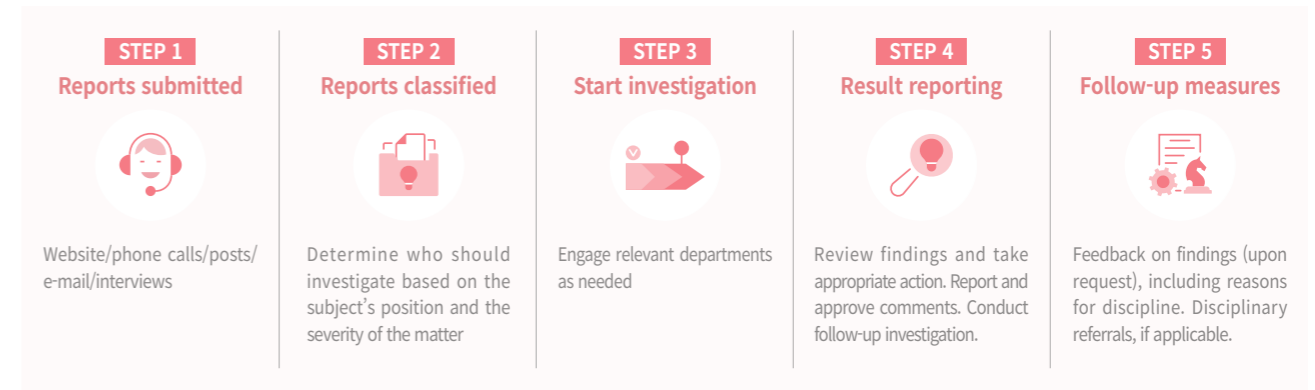 STEP 1
Reports submitted
Website/phone calls/posts/
e-mail/interviews
STEP 2
Reports classified
Determine who should
investigate based on the
subject's position and the
severity of the matter
STEP 3
Start investigation
Engage relevant departments
as needed
STEP 4
Result reporting
Review findings and take
appropriate action. Report and
approve comments. Conduct
follow-up investigation.
STEP 5
Follow-up measures
Feedback on findings (upon
request), including reasons
for discipline. Disciplinary
referrals, if applicable.